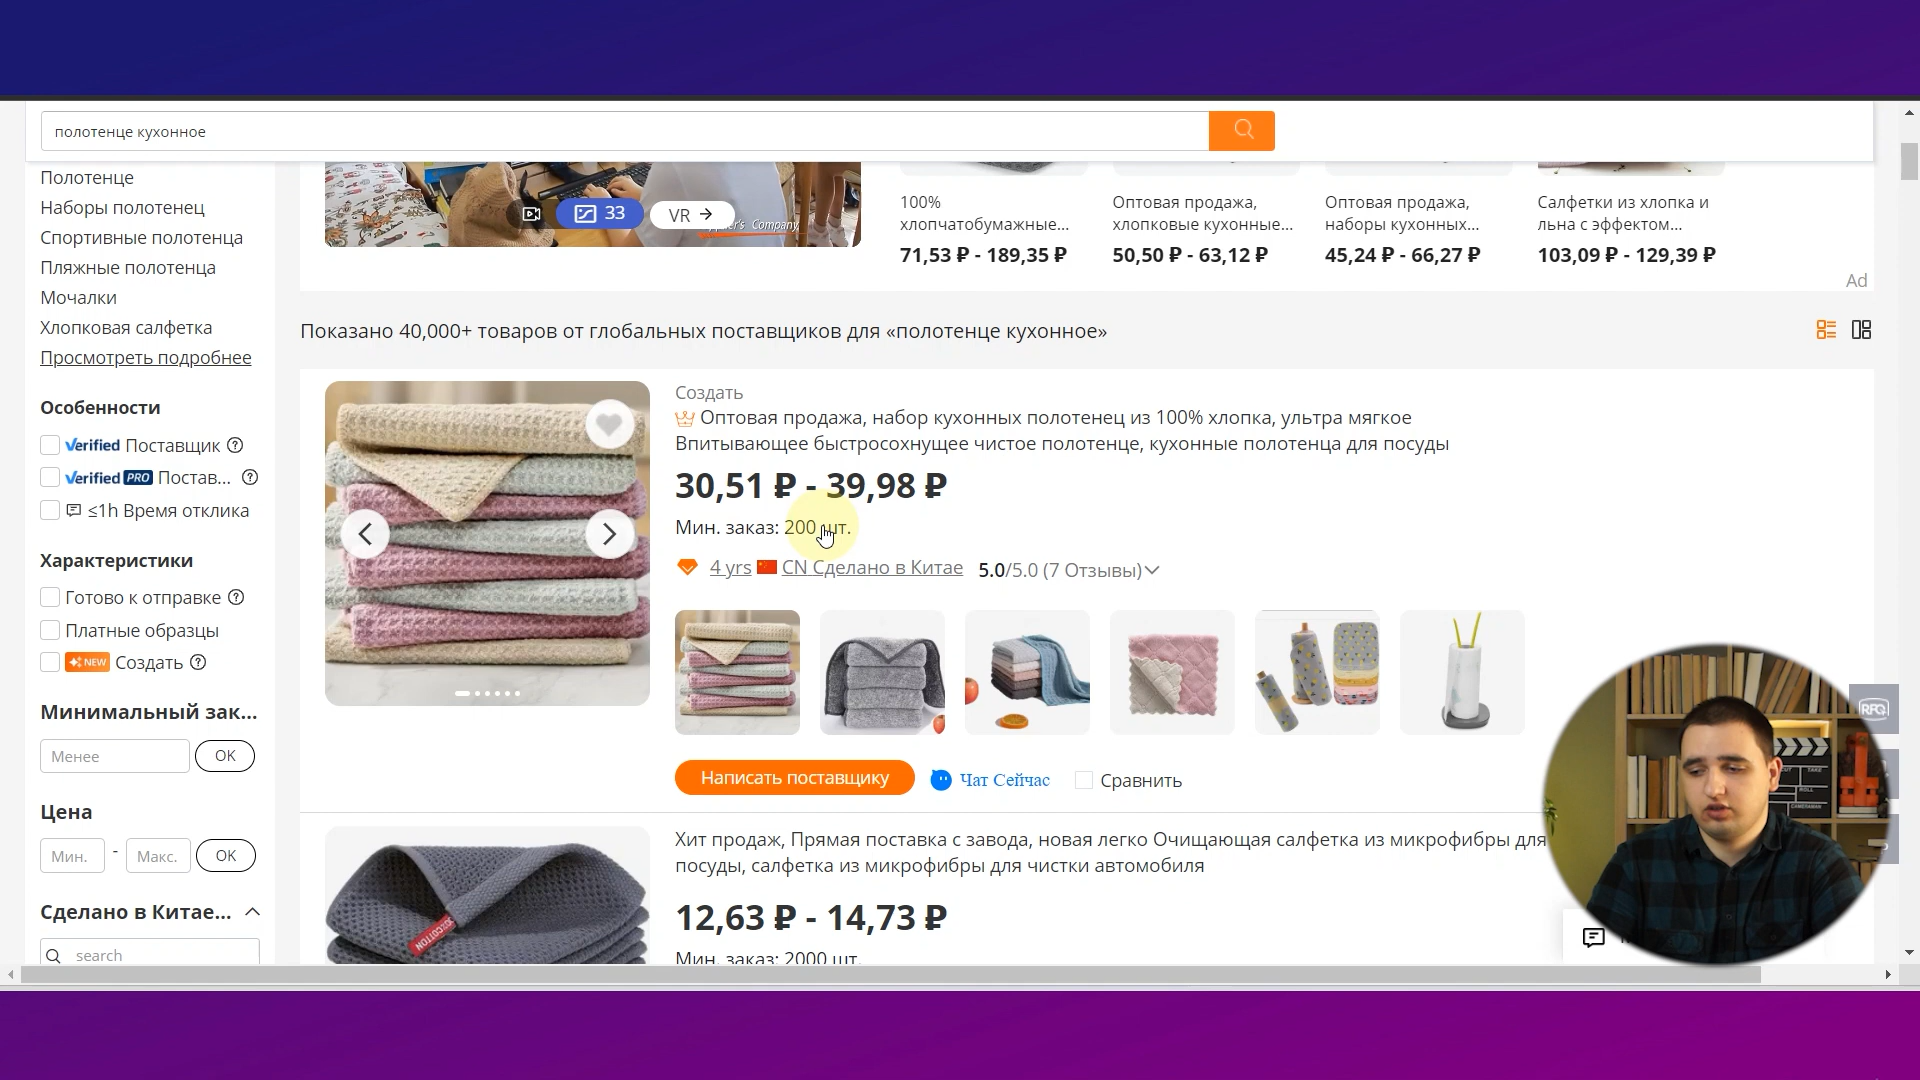 полотенце кухонное
Полотенце
Наборы полотенец
Спортивные полотенца
Пляжные полотенца
Мочалки
Хлопковая салфетка
Просмотреть подробнее
Особенности
Verified Поставщик
Verified PRO Постав...
≤1h Время отклика
Характеристики
Готово к отправке
Платные образцы
NEW Создать
Минимальный зак...
Менее OK
Цена
Мин. - Макс. OK
Сделано в Китае...
search
33 VR
Company
100%
хлопчатобумажные...
71,53 ₽ - 189,35 ₽
Оптовая продажа,
хлопковые кухонные...
50,50 ₽ - 63,12 ₽
Оптовая продажа,
наборы кухонных...
45,24 ₽ - 66,27 ₽
Салфетки из хлопка и
льна с эффектом...
103,09 ₽ - 129,39 ₽
Ad
Показано 40,000+ товаров от глобальных поставщиков для «полотенце кухонное»
Создать
Оптовая продажа, набор кухонных полотенец из 100% хлопка, ультра мягкое
Впитывающее быстросохнущее чистое полотенце, кухонные полотенца для посуды
30,51 ₽ - 39,98 ₽
Мин. заказ: 200 шт.
4 yrs CN Сделано в Китае 5.0/5.0 (7 Отзывы)
Написать поставщику Чат Сейчас Сравнить
Хит продаж, Прямая поставка с завода, новая легко Очищающая салфетка из микрофибры для
посуды, салфетка из микрофибры для чистки автомобиля
12,63 ₽ - 14,73 ₽
Мин. заказ: 2000 шт.
COTTON
RFQ